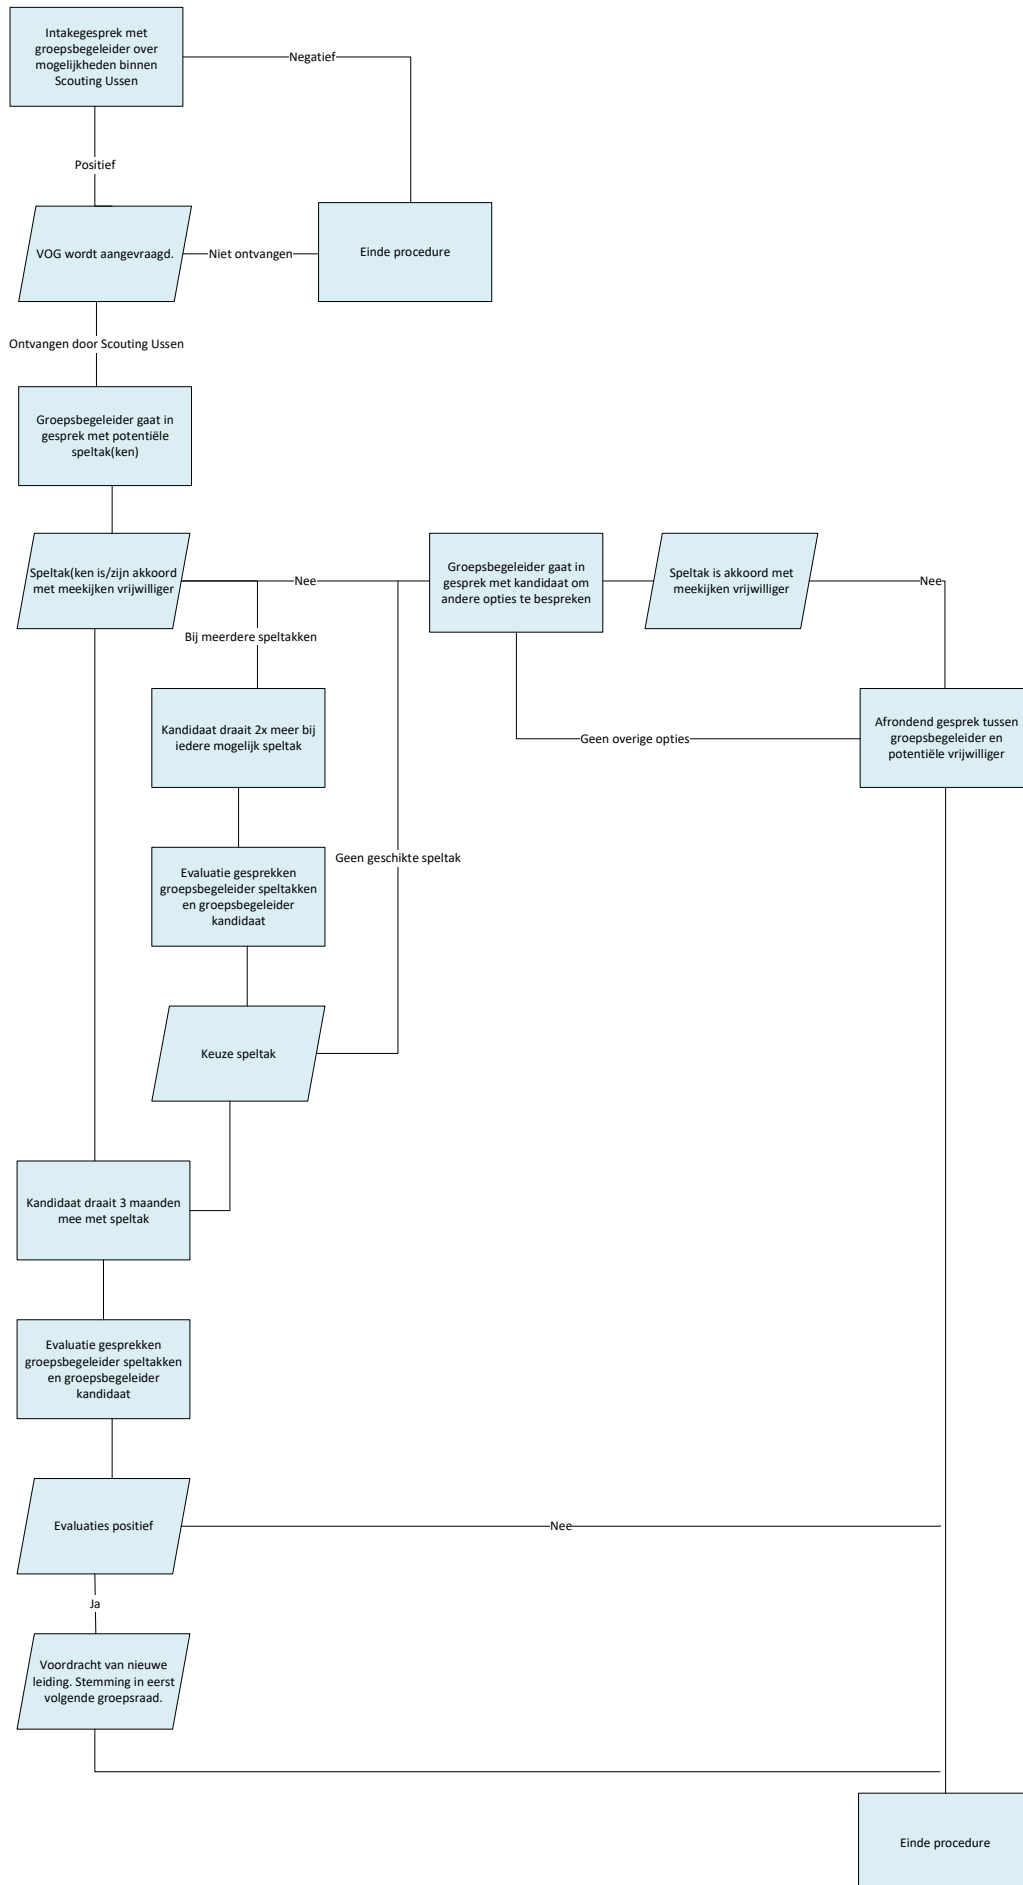 Intakegesprek met
groepsbegeleider over
mogelijkheden binnen
Scouting Ussen
Negatief
Positief
VOG wordt aangevraagd.
Niet ontvangen
Einde procedure
Ontvangen door Scouting Ussen
Groepsbegeleider gaat in
gesprek met potentiële
speltak(ken)
Speltak(ken is/zijn akkoord
met meekijken vrijwilliger
Nee
Groepsbegeleider gaat in
gesprek met kandidaat om
andere opties te bespreken
Speltak is akkoord met
meekijken vrijwilliger
Nee
Bij meerdere speltakken
Kandidaat draait 2x meer bij
iedere mogelijk speltak
Geen overige opties
Afrondend gesprek tussen
groepsbegeleider en
potentiële vrijwilliger
Geen geschikte speltak
Evaluatie gesprekken
groepsbegeleider speltakken
en groepsbegeleider
kandidaat
Keuze speltak
Kandidaat draait 3 maanden
mee met speltak
Evaluatie gesprekken
groepsbegeleider speltakken
en groepsbegeleider
kandidaat
Evaluaties positief
Nee
Ja
Voordracht van nieuwe
leiding. Stemming in eerst
volgende groepsraad.
Einde procedure